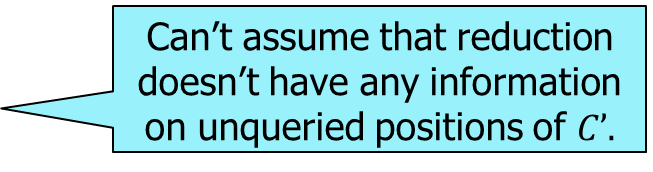 Can’t assume that reduction
doesn’t have any information
on unqueried positions of 𝐶’.